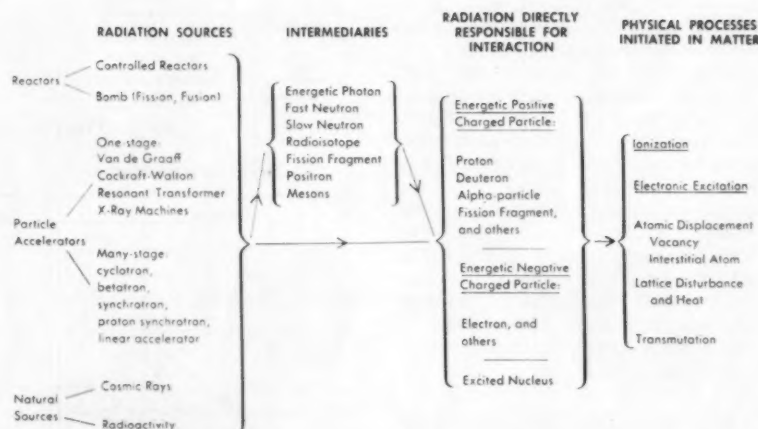 RADIATION SOURCES
Reactors
Controlled Reactors
Bomb (Fission, Fusion)
Particle
Accelerators
One-stage:
Van de Graaff
Cockroft-Walton
Resonant Transformer
X-Ray Machines
Many-stage:
cyclotron,
betatron,
synchrotron,
proton synchrotron,
linear accelerator
Natural
Sources
Cosmic Rays
Radioactivity
INTERMEDIARIES
Energetic Photon
Fast Neutron
Slow Neutron
Radioisotope
Fission Fragment
Positron
Mesons
RADIATION DIRECTLY
RESPONSIBLE FOR
INTERACTION
Energetic Positive
Charged Particle:
Proton
Deuteron
Alpha-particle
Fission Fragment,
and others
Energetic Negative
Charged Particle:
Electron, and
others
Excited Nucleus
PHYSICAL PROCESSES
INITIATED IN MATTER
Ionization
Electronic Excitation
Atomic Displacement
Vacancy
Interstitial Atom
Lattice Disturbance
and Heat
Transmutation